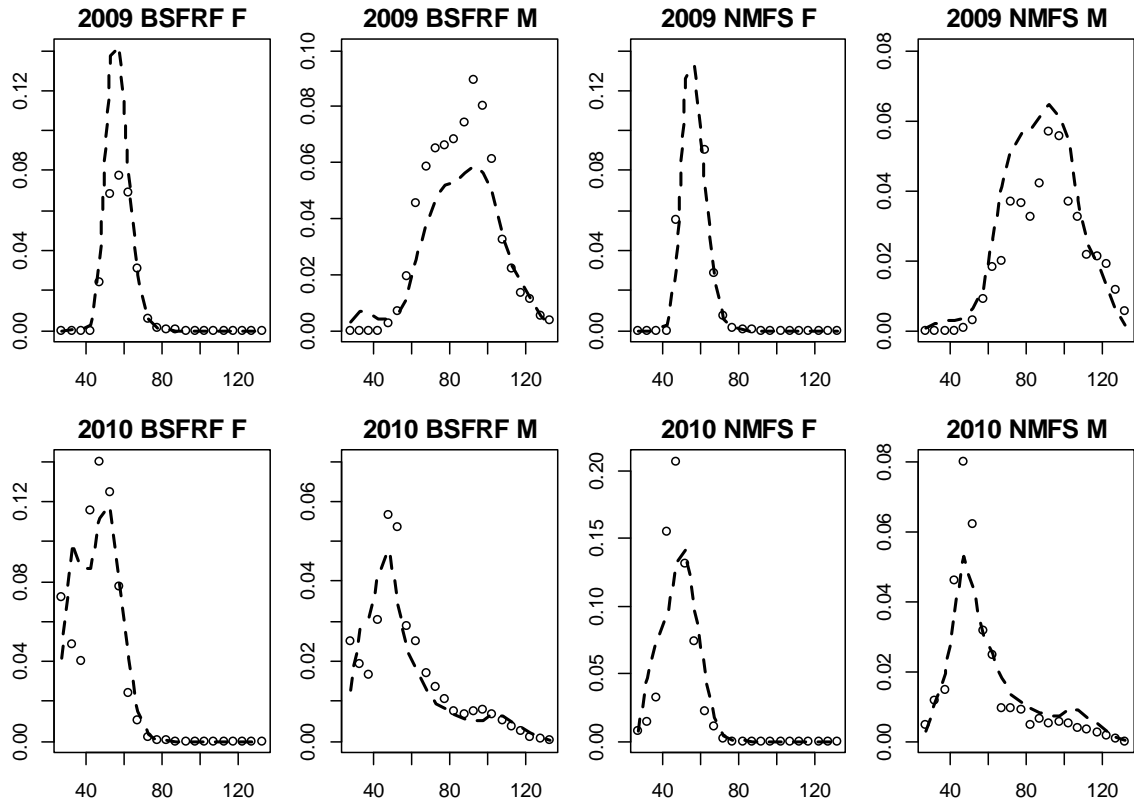 2009 BSFRF F
2009 BSFRF M
2009 NMFS F
2009 NMFS M
0.00 0.04 0.08 0.12
0.00 0.02 0.04 0.06 0.08 0.10
0.00 0.04 0.08 0.12
0.00 0.02 0.04 0.06 0.08
40 80 120
40 80 120
40 80 120
40 80 120
2010 BSFRF F
2010 BSFRF M
2010 NMFS F
2010 NMFS M
0.00 0.04 0.08 0.12
0.00 0.02 0.04 0.06
0.00 0.05 0.10 0.15 0.20
0.00 0.02 0.04 0.06 0.08
40 80 120
40 80 120
40 80 120
40 80 120